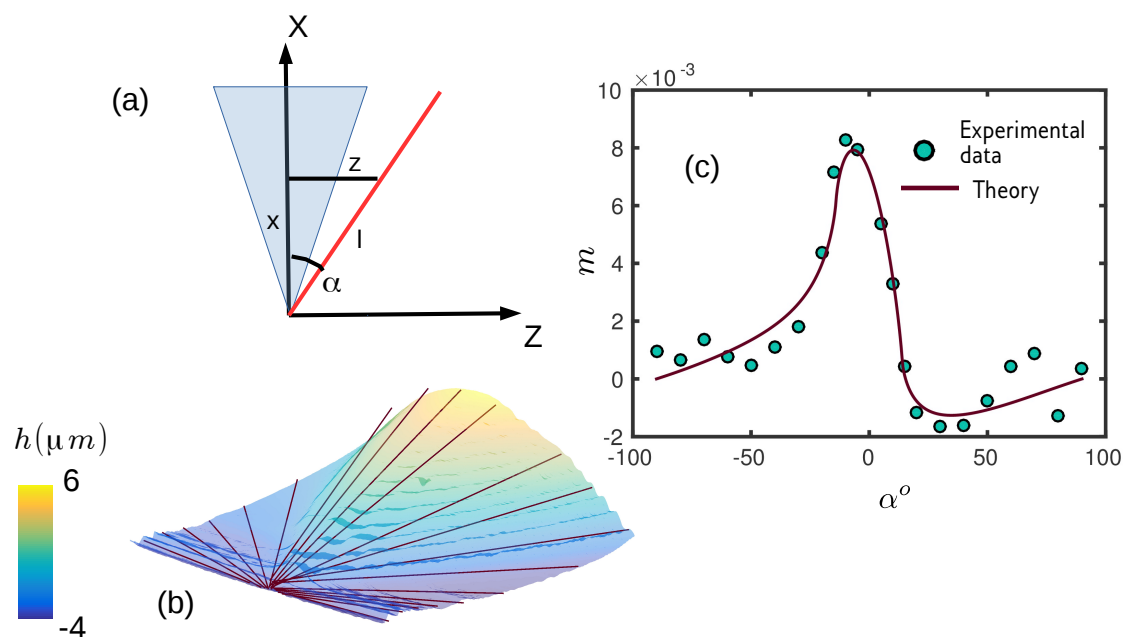 (a)
X
z
x
l
α
Z
h(μ m)
6
-4
(b)
×10⁻³
10
8
6
4
2
0
-2
m
(c)
Experimental
data
Theory
-100
-50
0
50
100
αᵒ